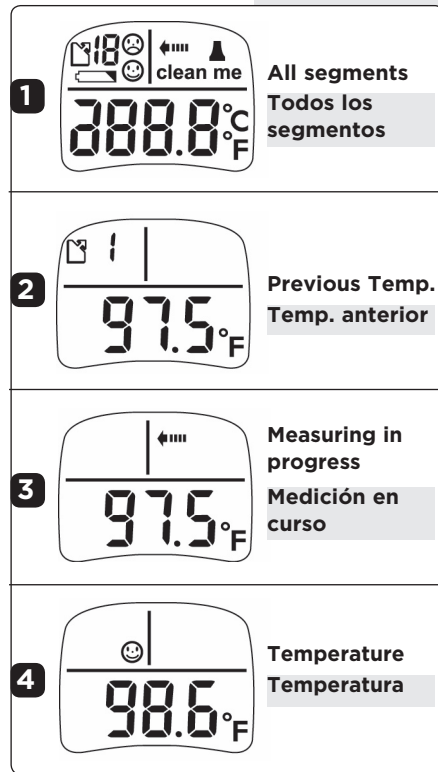 1
18
clean me
288.8°C
°F
All segments
Todos los
segmentos
2
1
97.5°F
Previous Temp.
Temp. anterior
3
97.5°F
Measuring in
progress
Medición en
curso
4
98.6°F
Temperature
Temperatura